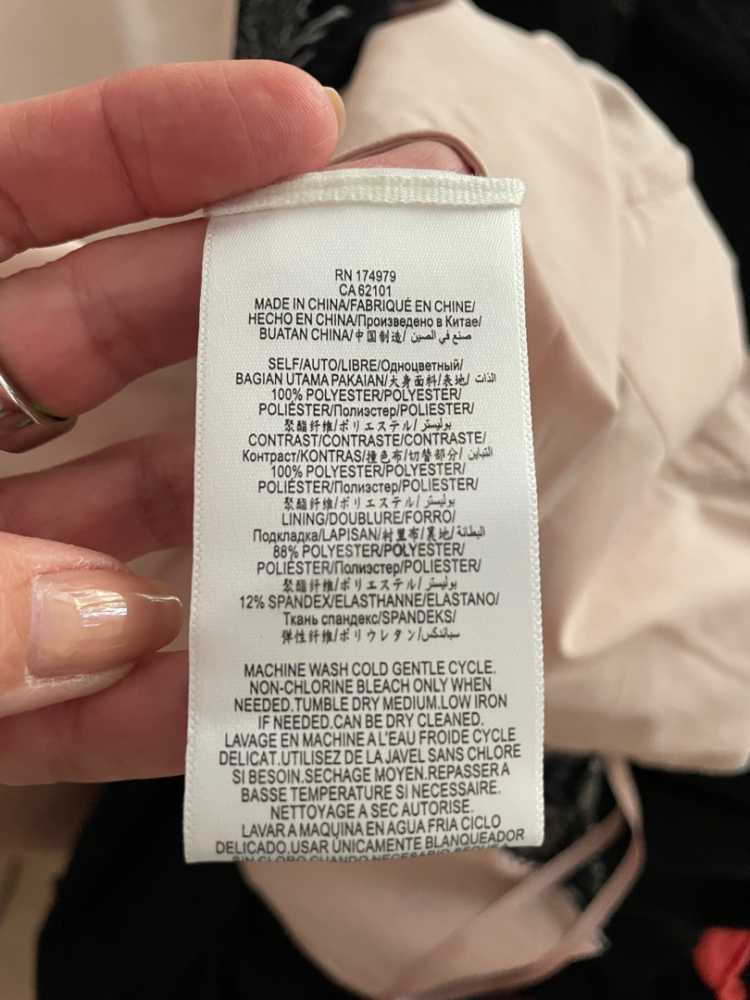 RN 174979
CA 62101
MADE IN CHINA/FABRIQUÉ EN CHINE/
HECHO EN CHINA/Произведено в Китае/
BUATAN CHINA/中国制造/ صنع في الصين
SELF/AUTO/LIBRE/Одноцветный/
BAGIAN UTAMA PAKAIAN/大身面料/表地/ الذات
100% POLYESTER/POLYESTER/
POLIÉSTER/Полиэстер/POLIESTER/
聚酯纤维/ポリエステル/ بوليستر
CONTRAST/CONTRASTE/CONTRASTE/
Контраст/KONTRAS/撞色布/切替部分/ التباين
100% POLYESTER/POLYESTER/
POLIÉSTER/Полиэстер/POLIESTER/
聚酯纤维/ポリエステル/ بوليستر
LINING/DOUBLURE/FORRO/
Подкладка/LAPISAN/衬里布/裏地/ البطانة
88% POLYESTER/POLYESTER/
POLIÉSTER/Полиэстер/POLIESTER/
聚酯纤维/ポリエステル/ بوليستر
12% SPANDEX/ELASTHANNE/ELASTANO/
Ткань спандекс/SPANDEKS/
弹性纤维/ポリウレタン/ سباندكس
MACHINE WASH COLD GENTLE CYCLE.
NON-CHLORINE BLEACH ONLY WHEN
NEEDED.TUMBLE DRY MEDIUM.LOW IRON
IF NEEDED.CAN BE DRY CLEANED.
LAVAGE EN MACHINE A L'EAU FROIDE CYCLE
DELICAT.UTILISEZ DE LA JAVEL SANS CHLORE
SI BESOIN.SECHAGE MOYEN.REPASSER A
BASSE TEMPERATURE SI NECESSAIRE.
NETTOYAGE A SEC AUTORISE.
LAVAR A MAQUINA EN AGUA FRIA CICLO
DELICADO.USAR ÚNICAMENTE BLANQUEADOR
SIN CLORO CUANDO NECESARIO